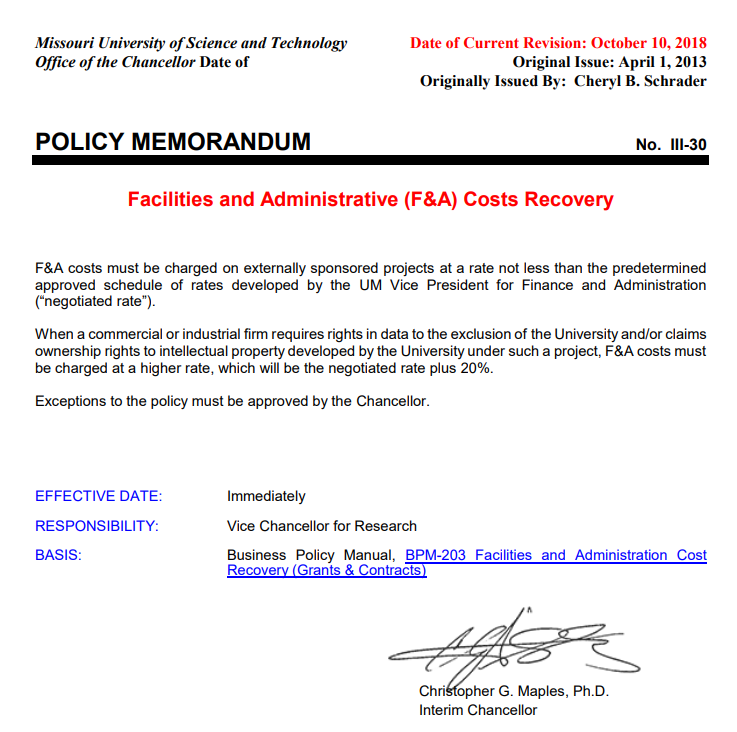 Missouri University of Science and Technology
Office of the Chancellor Date of
Date of Current Revision: October 10, 2018
Original Issue: April 1, 2013
Originally Issued By: Cheryl B. Schrader
POLICY MEMORANDUM
No. III-30
Facilities and Administrative (F&A) Costs Recovery
F&A costs must be charged on externally sponsored projects at a rate not less than the predetermined
approved schedule of rates developed by the UM Vice President for Finance and Administration
(“negotiated rate”).
When a commercial or industrial firm requires rights in data to the exclusion of the University and/or claims
ownership rights to intellectual property developed by the University under such a project, F&A costs must
be charged at a higher rate, which will be the negotiated rate plus 20%.
Exceptions to the policy must be approved by the Chancellor.
EFFECTIVE DATE: Immediately
RESPONSIBILITY: Vice Chancellor for Research
BASIS: Business Policy Manual, BPM-203 Facilities and Administration Cost
Recovery (Grants & Contracts)
Christopher G. Maples, Ph.D.
Interim Chancellor